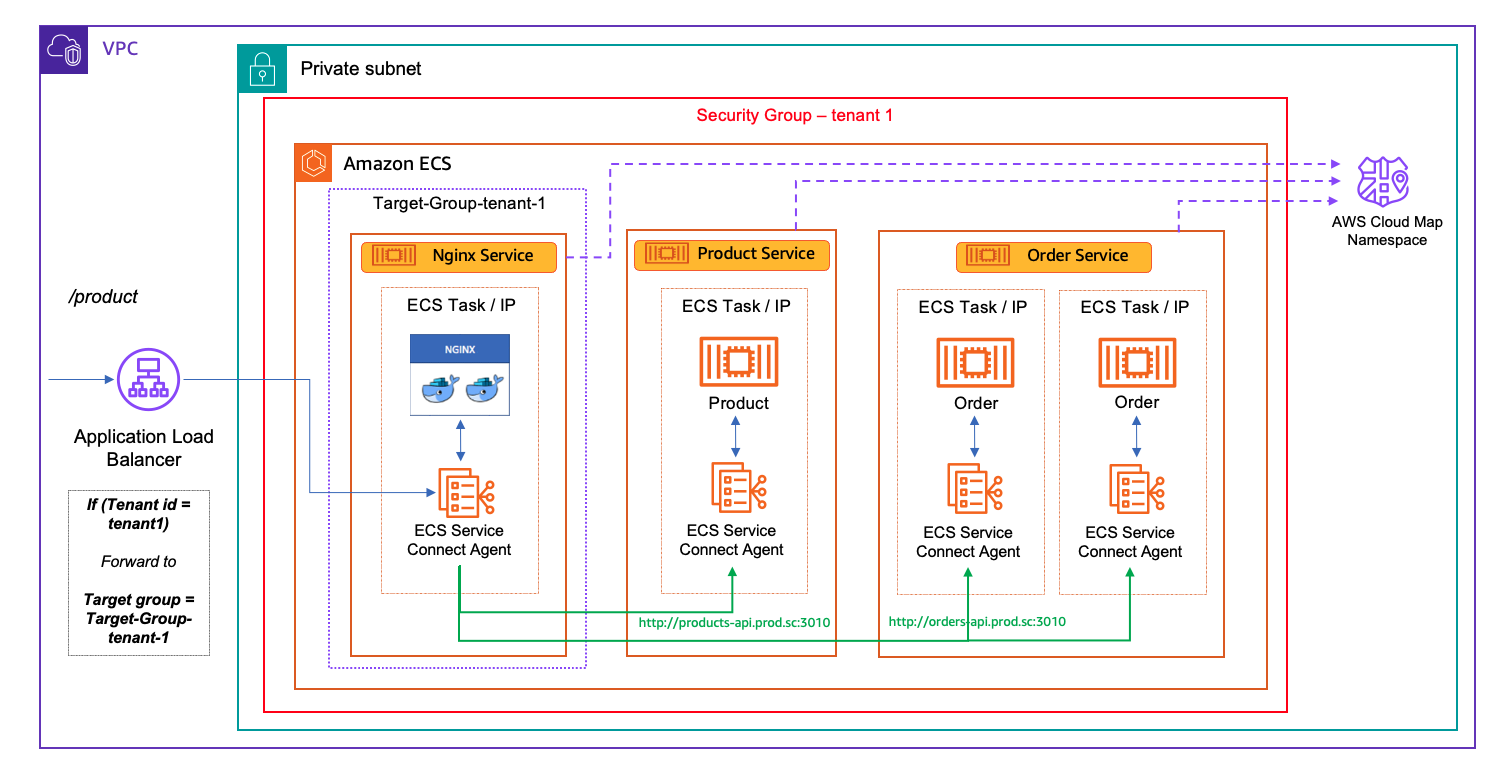 VPC
Private subnet
Security Group – tenant 1
Amazon ECS
Target-Group-tenant-1
AWS Cloud Map
Namespace
Nginx Service
Product Service
Order Service
/product
ECS Task / IP
ECS Task / IP
ECS Task / IP
ECS Task / IP
NGINX
Product
Order
Order
Application Load
Balancer
If (Tenant id =
tenant1)
Forward to
Target group =
Target-Group-
tenant-1
ECS Service
Connect Agent
ECS Service
Connect Agent
ECS Service
Connect Agent
ECS Service
Connect Agent
http://products-api.prod.sc:3010
http://orders-api.prod.sc:3010